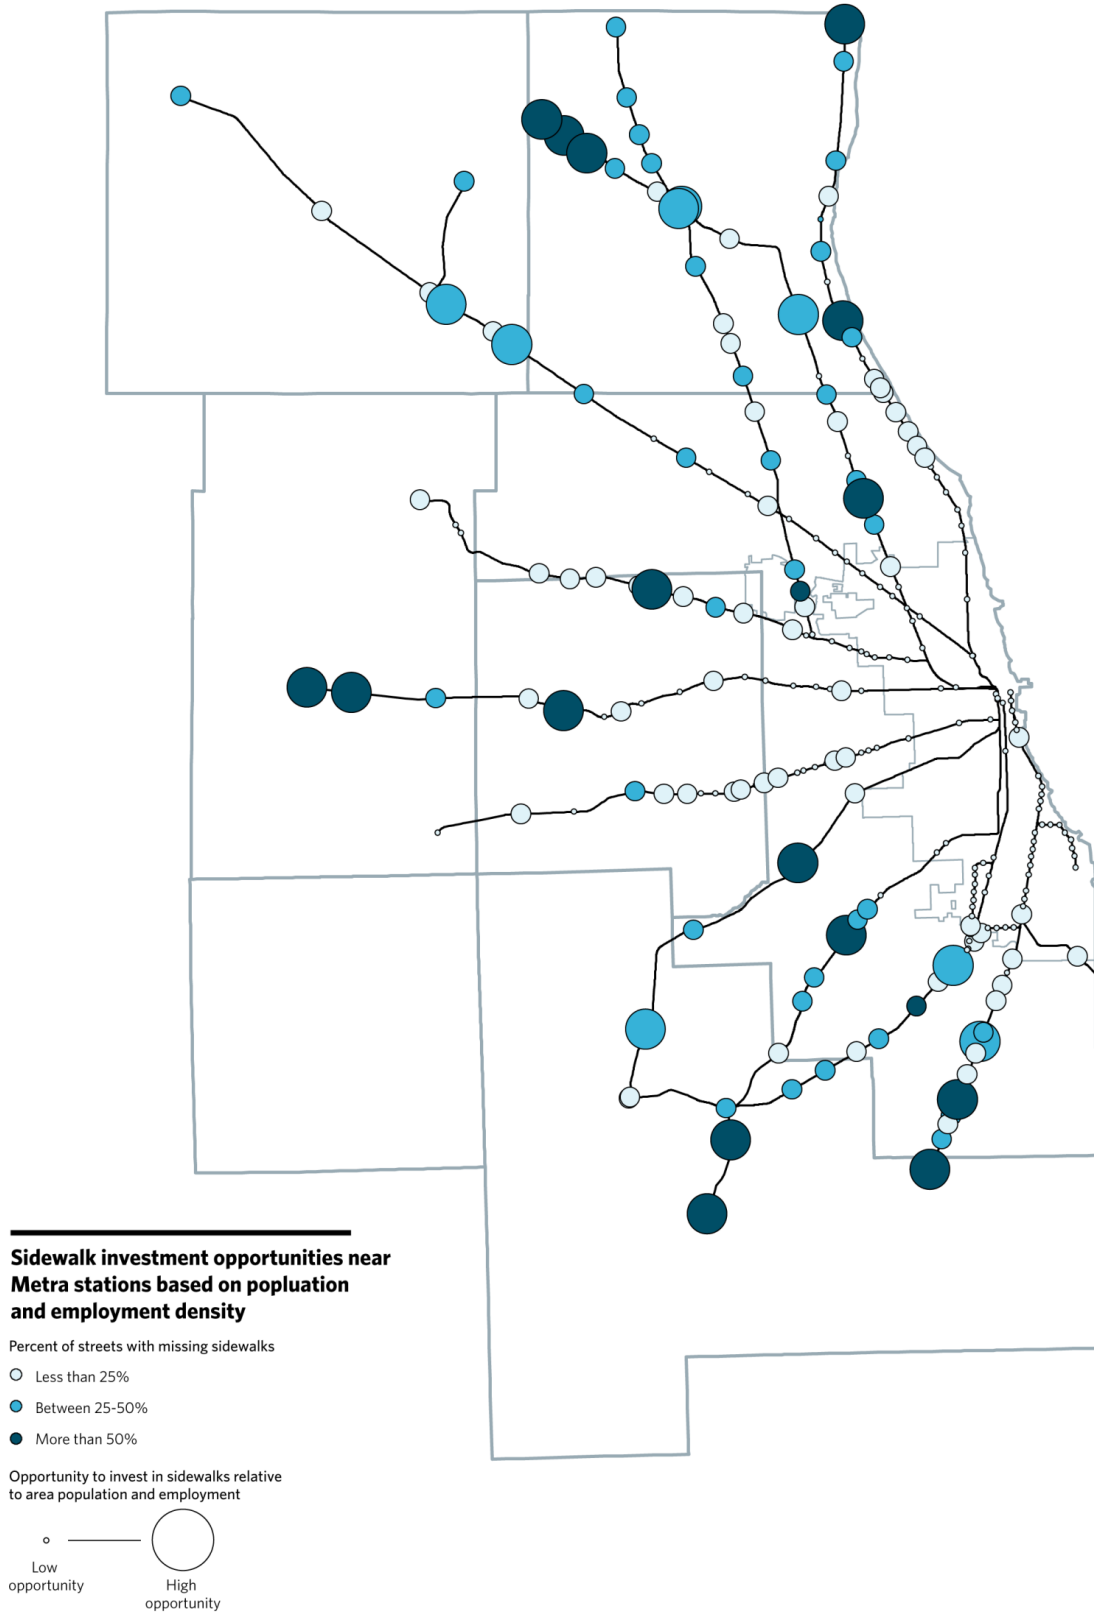 Sidewalk investment opportunities near
Metra stations based on popluation
and employment density
Percent of streets with missing sidewalks
Less than 25%
Between 25-50%
More than 50%
Opportunity to invest in sidewalks relative
to area population and employment
Low
opportunity
High
opportunity